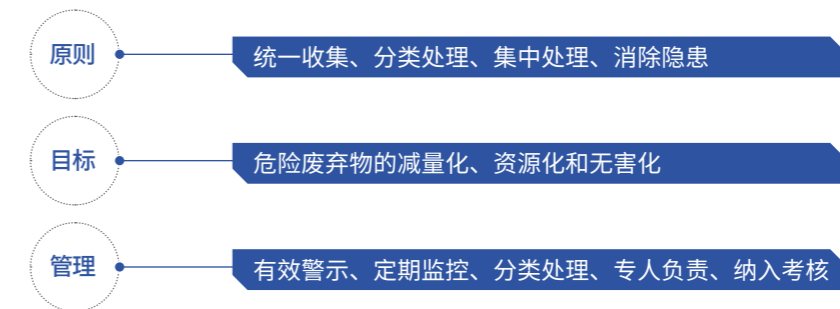 原则
统一收集、分类处理、集中处理、消除隐患
目标
危险废弃物的减量化、资源化和无害化
管理
有效警示、定期监控、分类处理、专人负责、纳入考核